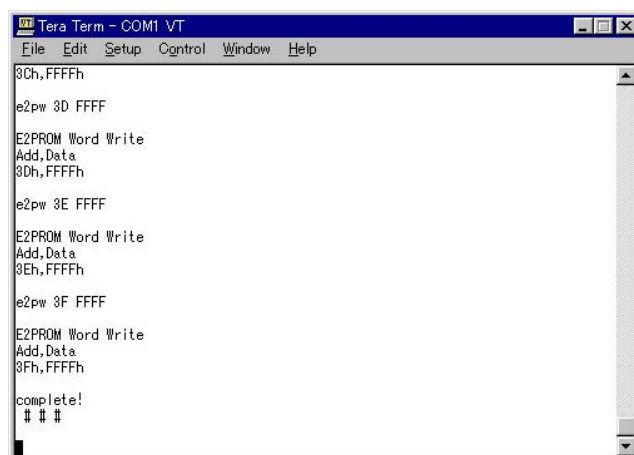 Tera Term - COM1 VT
File Edit Setup Control Window Help
3Ch,FFFFh
e2pw 3D FFFF
E2PROM Word Write
Add,Data
3Dh,FFFFh
e2pw 3E FFFF
E2PROM Word Write
Add,Data
3Eh,FFFFh
e2pw 3F FFFF
E2PROM Word Write
Add,Data
3Fh,FFFFh
complete!
# # #